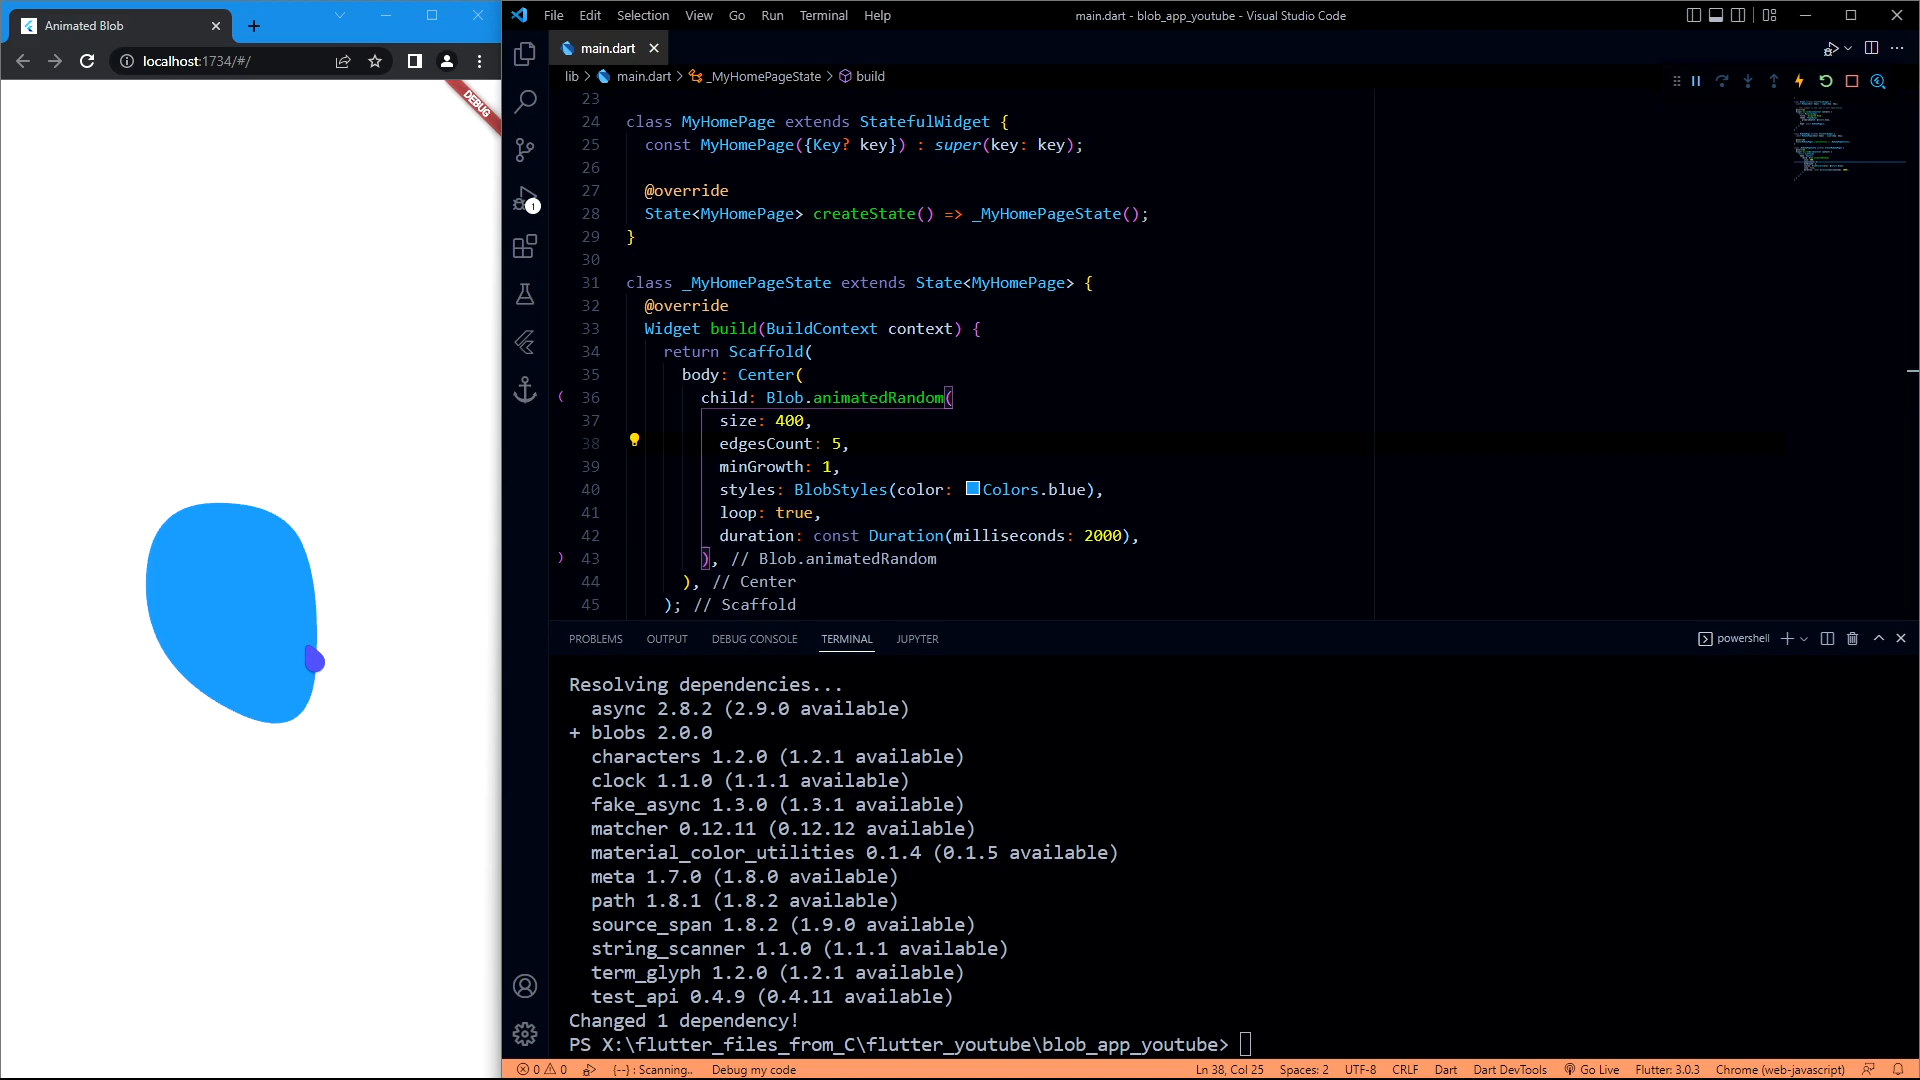 Animated Blob
localhost:1734/#/
DEBUG
File Edit Selection View Go Run Terminal Help
main.dart - blob_app_youtube - Visual Studio Code
main.dart
lib > main.dart > _MyHomePageState > build
1
23
24 class MyHomePage extends StatefulWidget {
25 const MyHomePage({Key? key}) : super(key: key);
26
27 @override
28 State<MyHomePage> createState() => _MyHomePageState();
29 }
30
31 class _MyHomePageState extends State<MyHomePage> {
32 @override
33 Widget build(BuildContext context) {
34 return Scaffold(
35 body: Center(
( 36 child: Blob.animatedRandom(
37 size: 400,
38 edgesCount: 5,
39 minGrowth: 1,
40 styles: BlobStyles(color: Colors.blue),
41 loop: true,
42 duration: const Duration(milliseconds: 2000),
) 43 ), // Blob.animatedRandom
44 ), // Center
45 ); // Scaffold
PROBLEMS OUTPUT DEBUG CONSOLE TERMINAL JUPYTER
powershell
Resolving dependencies...
async 2.8.2 (2.9.0 available)
+ blobs 2.0.0
characters 1.2.0 (1.2.1 available)
clock 1.1.0 (1.1.1 available)
fake_async 1.3.0 (1.3.1 available)
matcher 0.12.11 (0.12.12 available)
material_color_utilities 0.1.4 (0.1.5 available)
meta 1.7.0 (1.8.0 available)
path 1.8.1 (1.8.2 available)
source_span 1.8.2 (1.9.0 available)
string_scanner 1.1.0 (1.1.1 available)
term_glyph 1.2.0 (1.2.1 available)
test_api 0.4.9 (0.4.11 available)
Changed 1 dependency!
PS X:\flutter_files_from_C\flutter_youtube\blob_app_youtube>
0 0 {--} : Scanning.. Debug my code Ln 38, Col 25 Spaces: 2 UTF-8 CRLF Dart Dart DevTools Go Live Flutter: 3.0.3 Chrome (web-javascript)